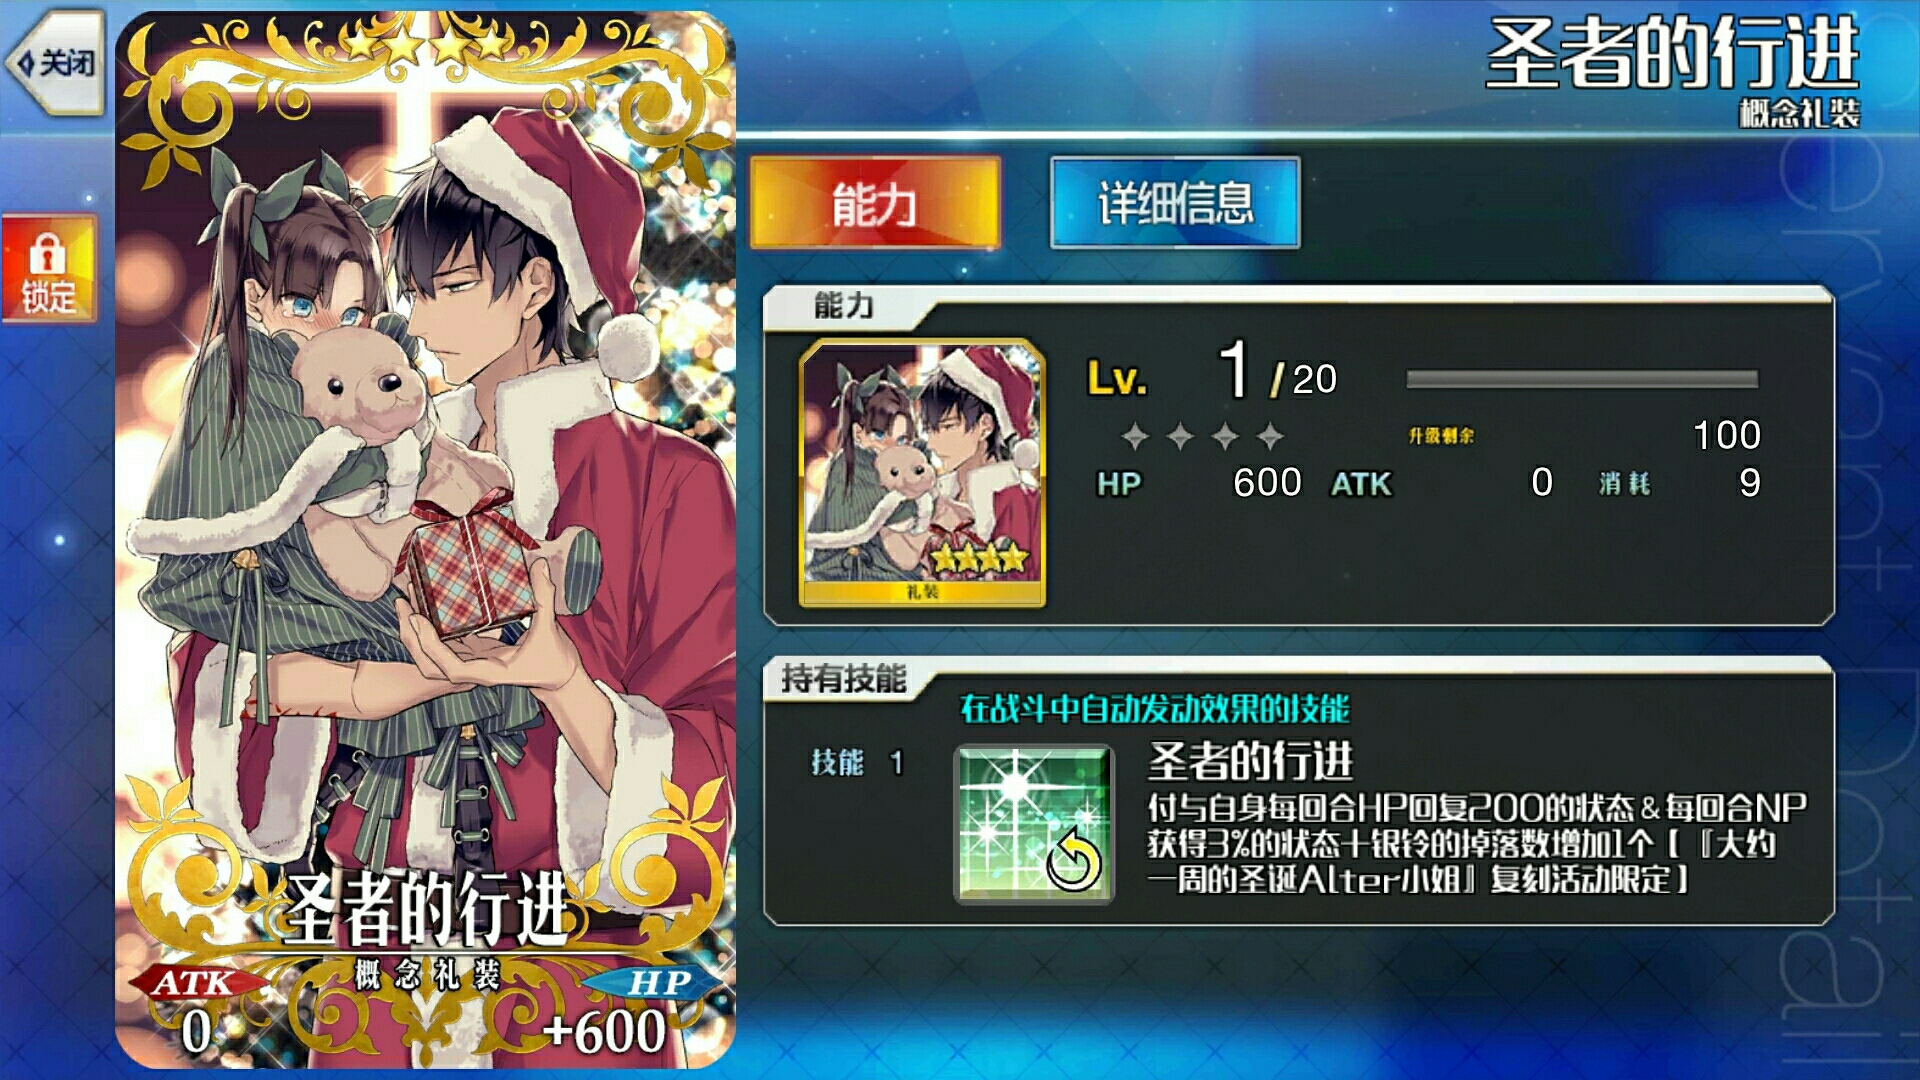 关闭
圣者的行进
概念礼装
锁定
能力
详细信息
能力
Lv. 1/20
升级剩余 100
HP 600 ATK 0 消耗 9
礼装
持有技能
在战斗中自动发动效果的技能
技能 1
圣者的行进
付与自身每回合HP回复200的状态&每回合NP
获得3%的状态+银铃的掉落数增加1个【『大约
一周的圣诞Alter小姐』复刻活动限定】
圣者的行进
概念礼装
ATK
0
HP
+600
Servant Detail